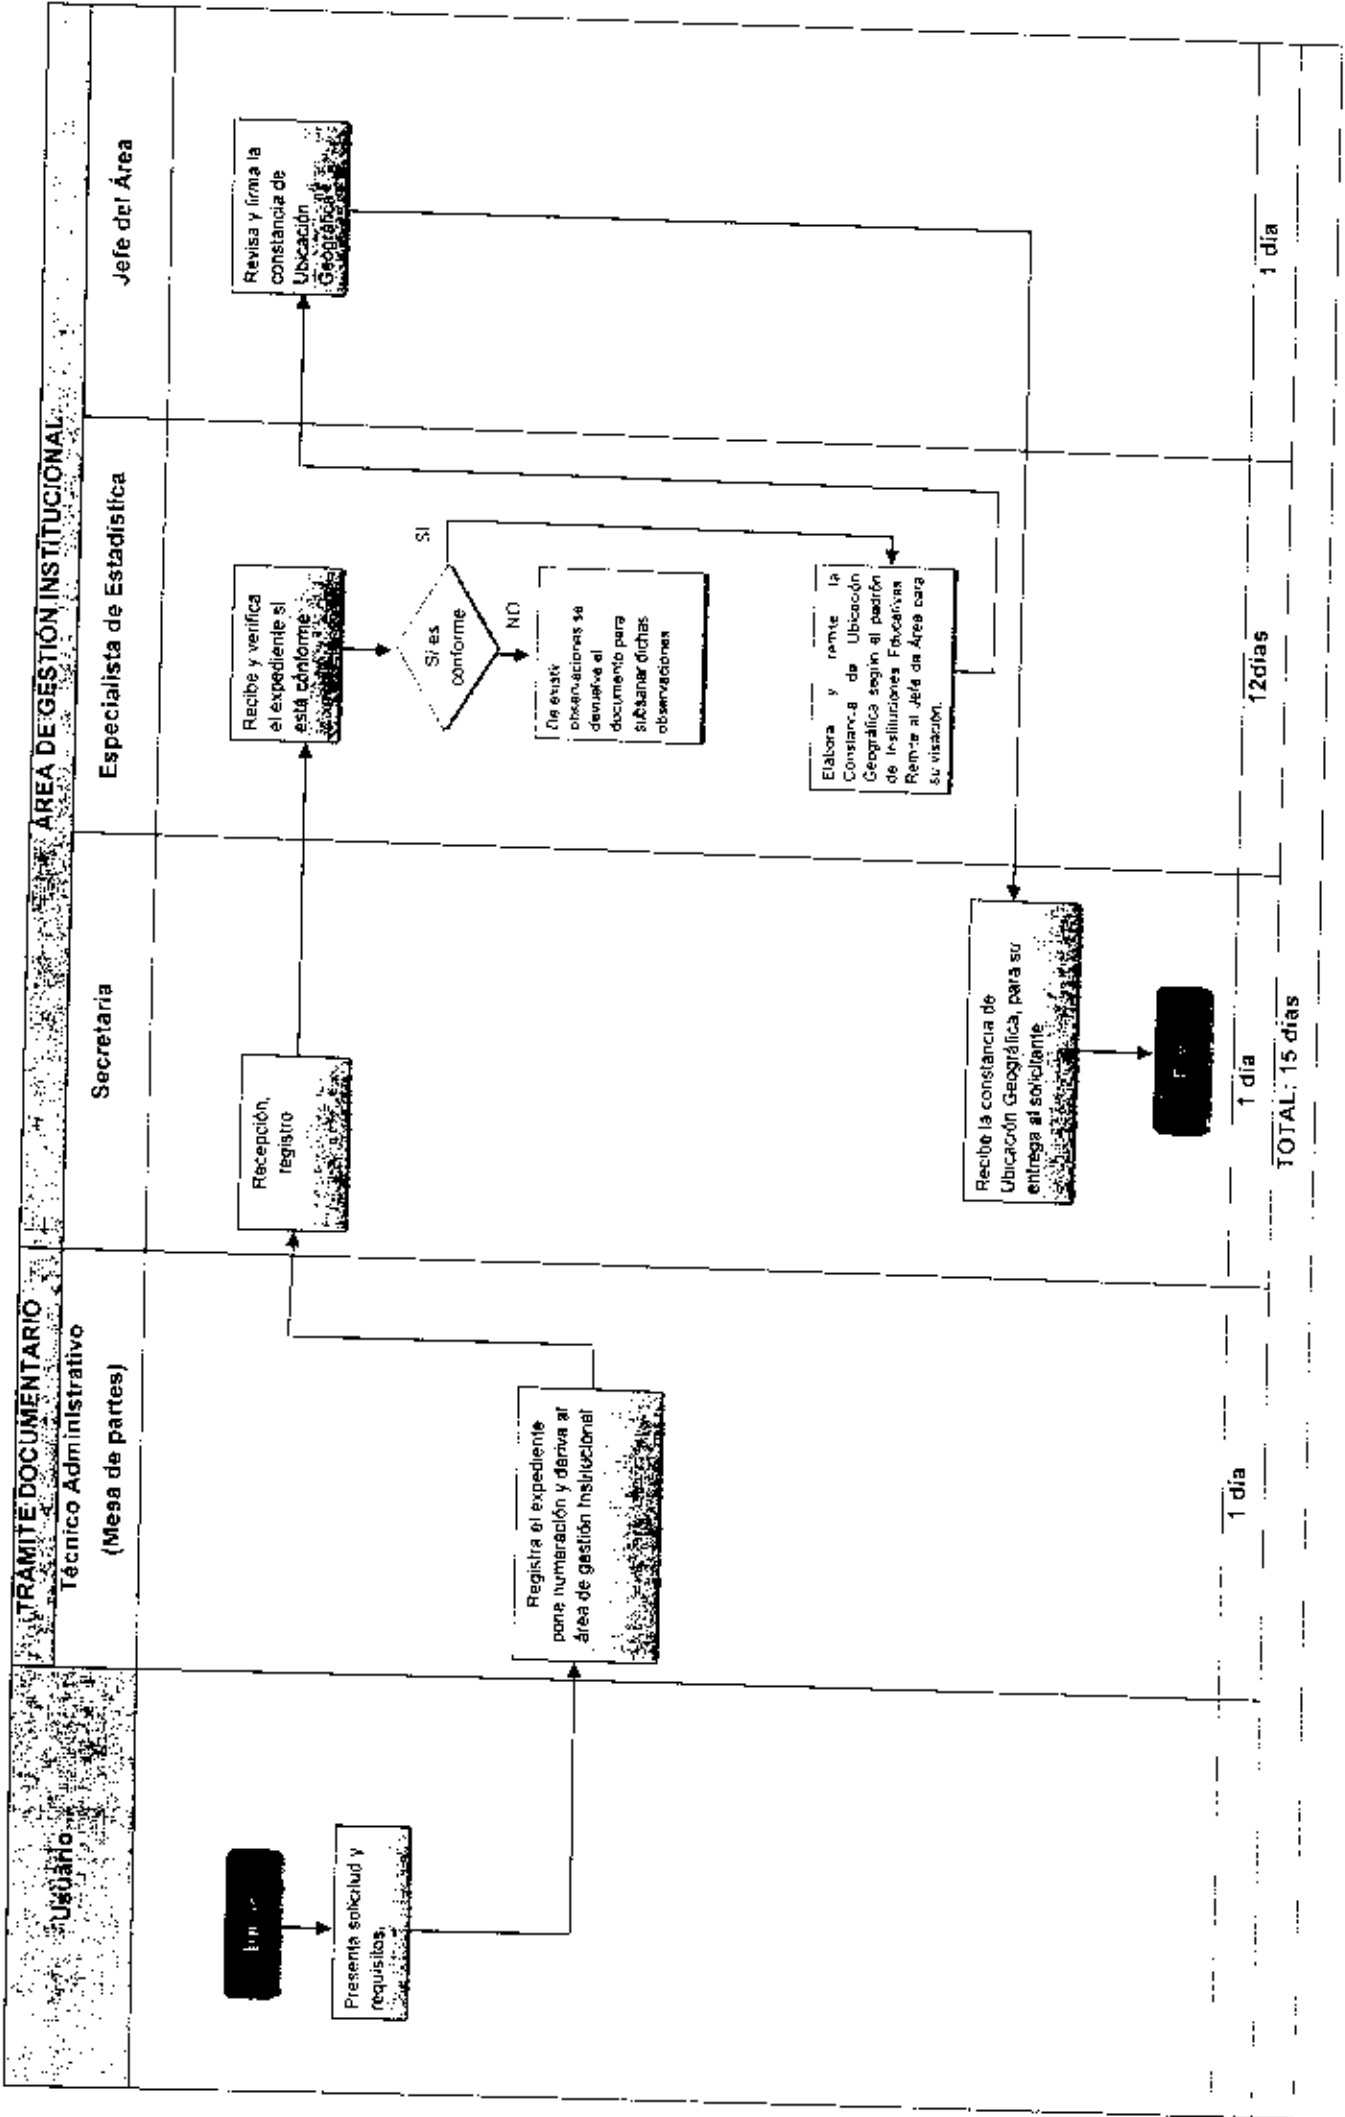 Usuario
TRAMITE DOCUMENTARIO
Técnico Administrativo
(Mesa de partes)
ÁREA DE GESTIÓN INSTITUCIONAL
Secretaria
Especialista de Estadística
Jefe del Área
Presenta solicitud y
requisitos.
Registra el expediente
pone numeración y deriva al
área de gestión Institucional
Recepción,
registro
Recibe y verifica
el expediente si
está conforme
Si es
conforme
SI
NO
De existir
observaciones se
devuelve el
documento para
subsanar dichas
observaciones
Elabora y remite la
Constancia de Ubicación
Geográfica según el padrón
de Instituciones Educativas
Remite al Jefe de Área para
su visación.
Revisa y firma la
constancia de
Ubicación
Geográfica
Recibe la constancia de
Ubicación Geográfica, para su
entrega al solicitante
1 día
1 día
12días
1 día
TOTAL: 15 días